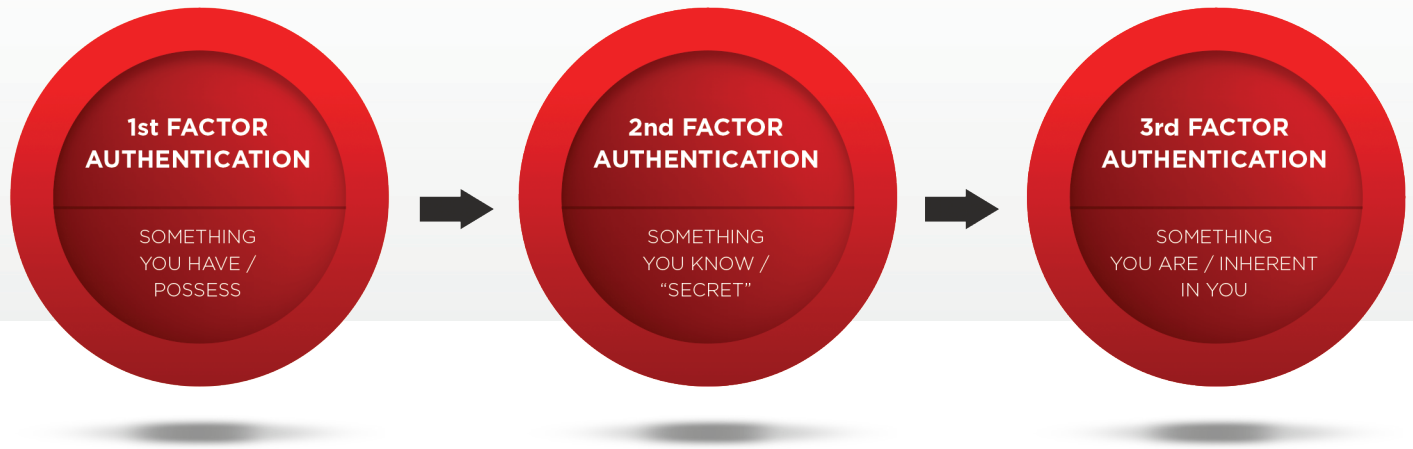 1st FACTOR
AUTHENTICATION
SOMETHING
YOU HAVE /
POSSESS
2nd FACTOR
AUTHENTICATION
SOMETHING
YOU KNOW /
“SECRET”
3rd FACTOR
AUTHENTICATION
SOMETHING
YOU ARE / INHERENT
IN YOU